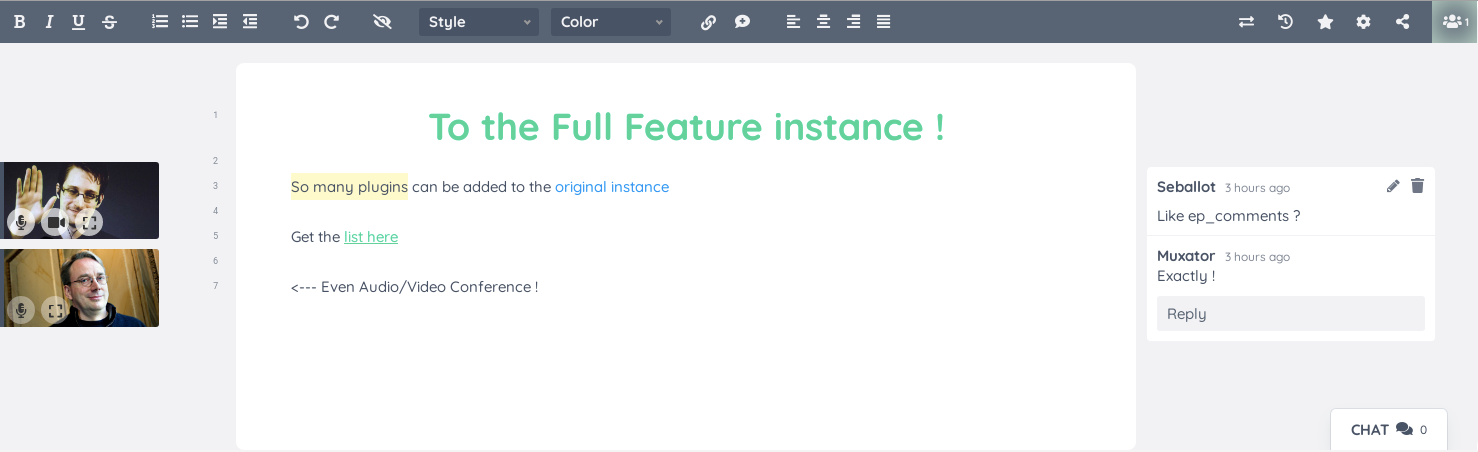 B I U S Style Color 1
1 To the Full Feature instance !
2
3 So many plugins can be added to the original instance
4
5 Get the list here
6
7 <--- Even Audio/Video Conference !
Seballot 3 hours ago
Like ep_comments ?
Muxator 3 hours ago
Exactly !
Reply
CHAT 0